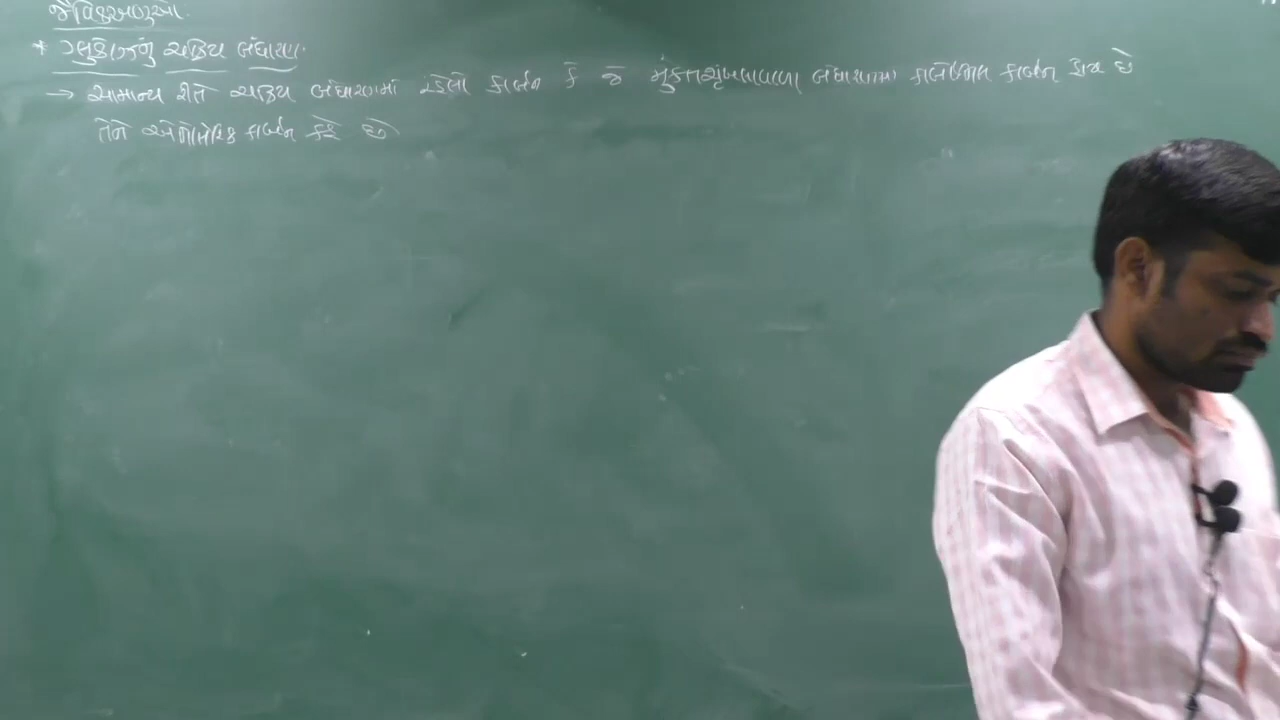 જૈવિકઅણુઓ:
* ગ્લુકોઝનું ચક્રિય બંધારણ:
→ સામાન્ય રીતે ચક્રિય બંધારણમાં રહેલો કાર્બન કે જે મુક્તશૃંખલાવાળા બંધારણમાં કાર્બોનિલ કાર્બન હોય છે
તેને એનોમેરિક કાર્બન કહે છે